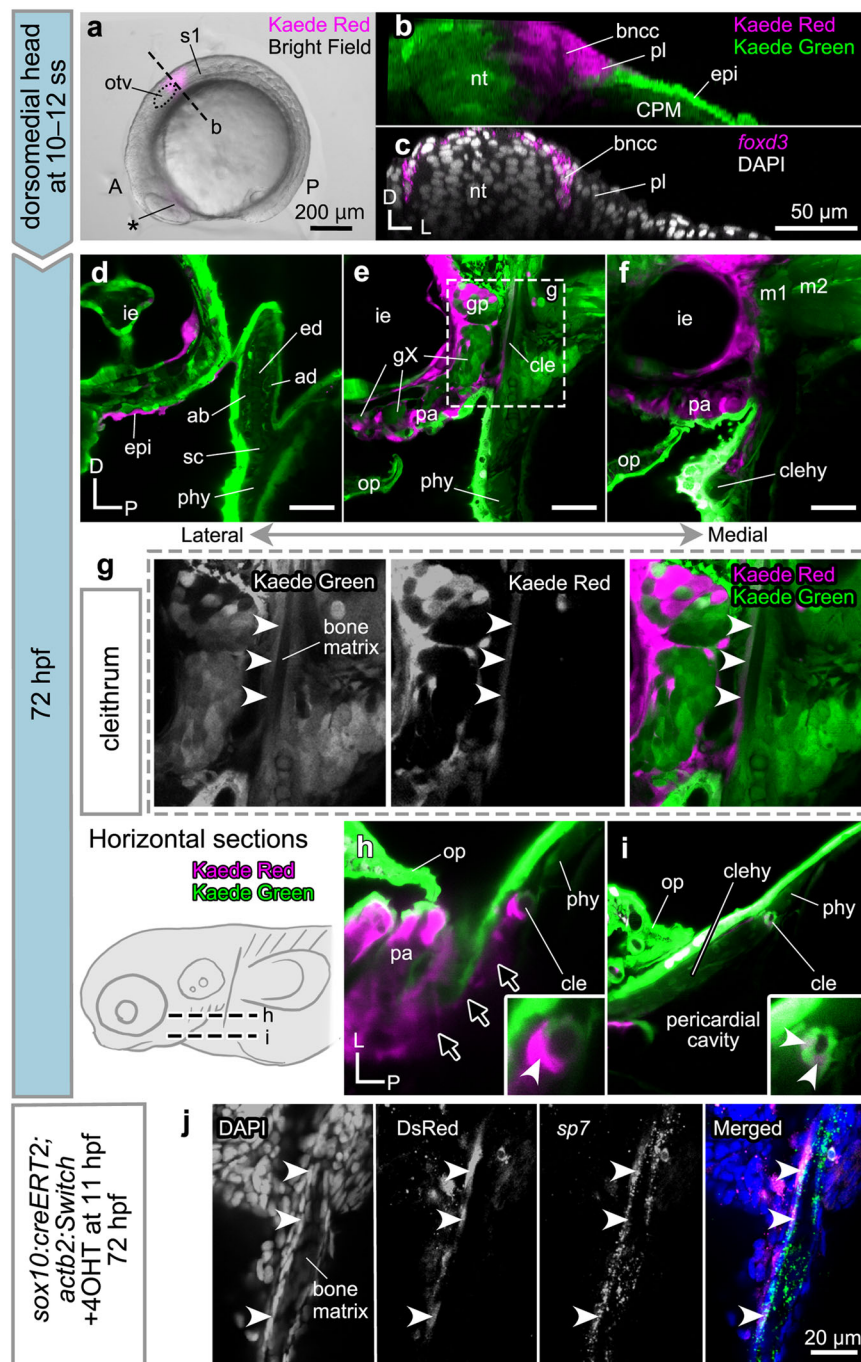 dorsomedial head
at 10–12 ss
a
Kaede Red
Bright Field
s1
otv
b
A
P
*
200 µm
b
Kaede Red
Kaede Green
bncc
pl
epi
nt
CPM
c
foxd3
DAPI
bncc
nt
pl
D
L
50 µm
72 hpf
d
ie
ed
ad
ab
epi
sc
phy
D
P
e
gp
g
ie
gX
cle
pa
op
phy
f
m1
m2
ie
pa
op
clehy
Lateral
Medial
g
cleithrum
Kaede Green
bone
matrix
Kaede Red
Kaede Red
Kaede Green
Horizontal sections
Kaede Red
Kaede Green
h
i
h
op
phy
pa
cle
L
P
i
clehy
op
phy
cle
pericardial
cavity
sox10:creERT2;
actb2:Switch
+4OHT at 11 hpf
72 hpf
j
DAPI
bone
matrix
DsRed
sp7
Merged
20 µm